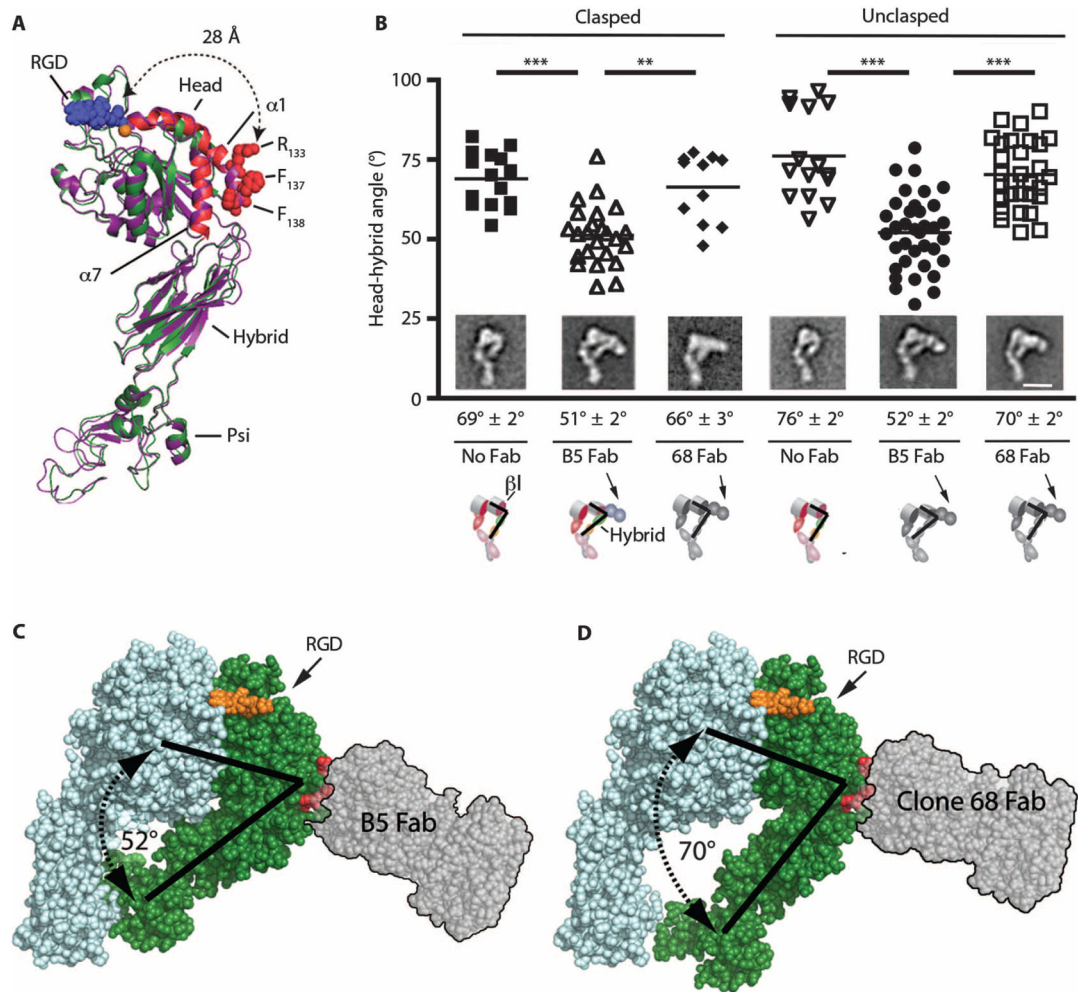 A
28 Å
RGD
Head
α1
R133
F137
F138
α7
Hybrid
Psi
B
Clasped
Unclasped
***
**
***
***
Head-hybrid angle (°)
100
75
50
25
0
69° ± 2°
51° ± 2°
66° ± 3°
76° ± 2°
52° ± 2°
70° ± 2°
No Fab
B5 Fab
68 Fab
No Fab
B5 Fab
68 Fab
βI
Hybrid
C
RGD
52°
B5 Fab
D
RGD
70°
Clone 68 Fab